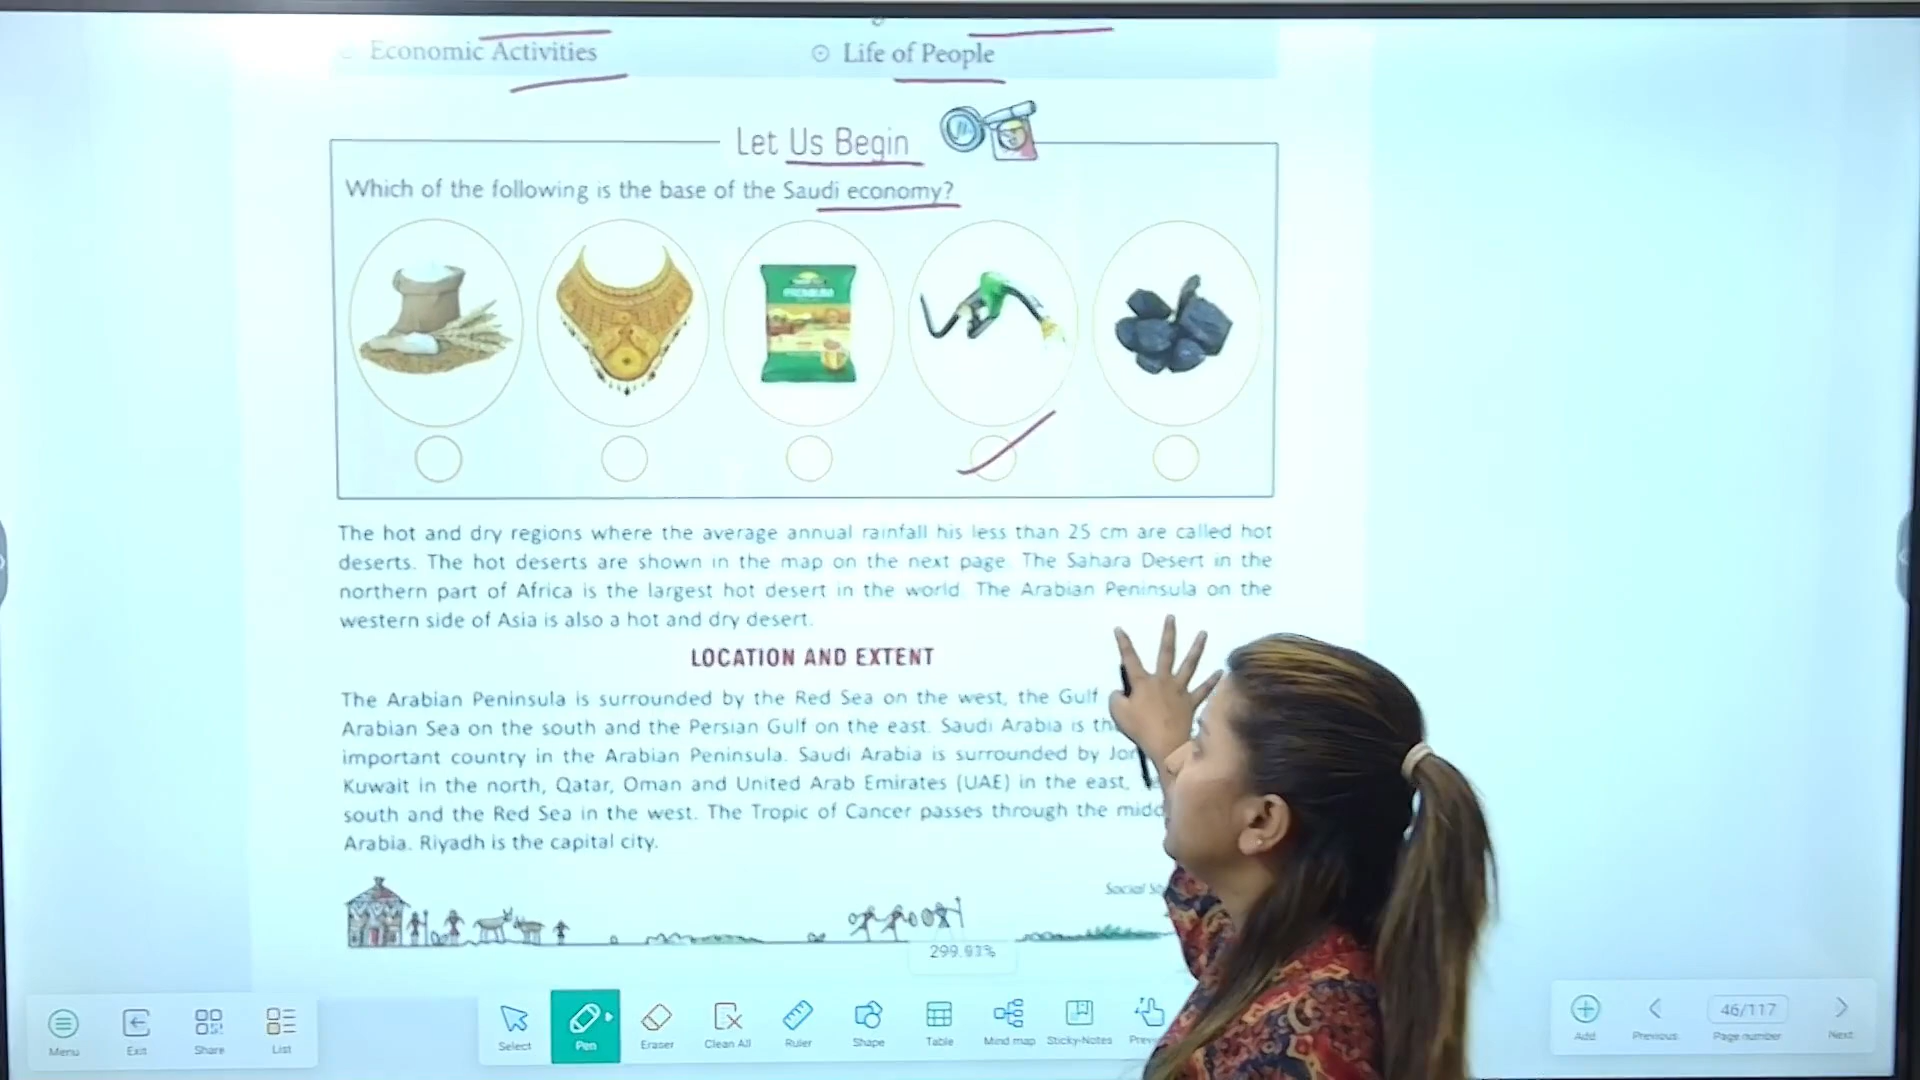 Economic Activities
Life of People
Let Us Begin
Which of the following is the base of the Saudi economy?
PREMIUM
The hot and dry regions where the average annual rainfall his less than 25 cm are called hot
deserts. The hot deserts are shown in the map on the next page. The Sahara Desert in the
northern part of Africa is the largest hot desert in the world. The Arabian Peninsula on the
western side of Asia is also a hot and dry desert.
LOCATION AND EXTENT
The Arabian Peninsula is surrounded by the Red Sea on the west, the Gulf
Arabian Sea on the south and the Persian Gulf on the east. Saudi Arabia is
important country in the Arabian Peninsula. Saudi Arabia is surrounded by
Kuwait in the north, Qatar, Oman and United Arab Emirates (UAE) in the east,
south and the Red Sea in the west. The Tropic of Cancer passes through the
Arabia. Riyadh is the capital city.
Social
299.93%
Menu Exit Share List
Select Pen Eraser Clean All Ruler Shape Table Mind map Sticky-Notes
Add Previous 46/117 Page number Next